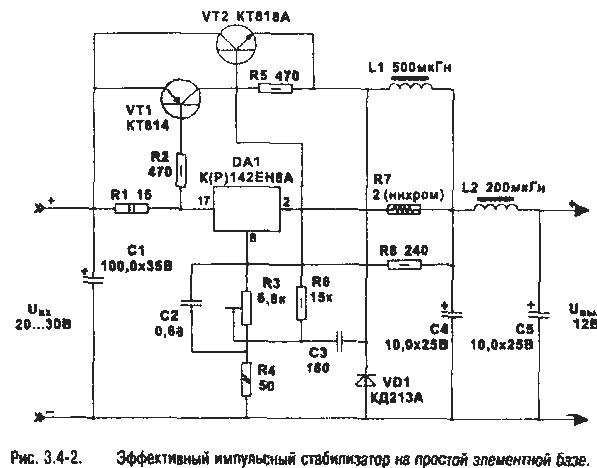 VT2 КТ818А
R5 470
L1 500мкГн
VT1
КТ814
R2
470
DA1
К(Р)142ЕН8А
R7
2 (нихром)
L2 200мкГн
R1 16
17
2
8
+
+
C1
100,0х35В
+
R8 240
R3
6,8к
R6
15к
Uвх
20...30В
C2
0,68
C3
180
+
C4
10,0х25В
+
C5
10,0х25В
Uвых
12В
R4
50
VD1
КД213А
Рис. 3.4-2. Эффективный импульсный стабилизатор на простой элементной базе.